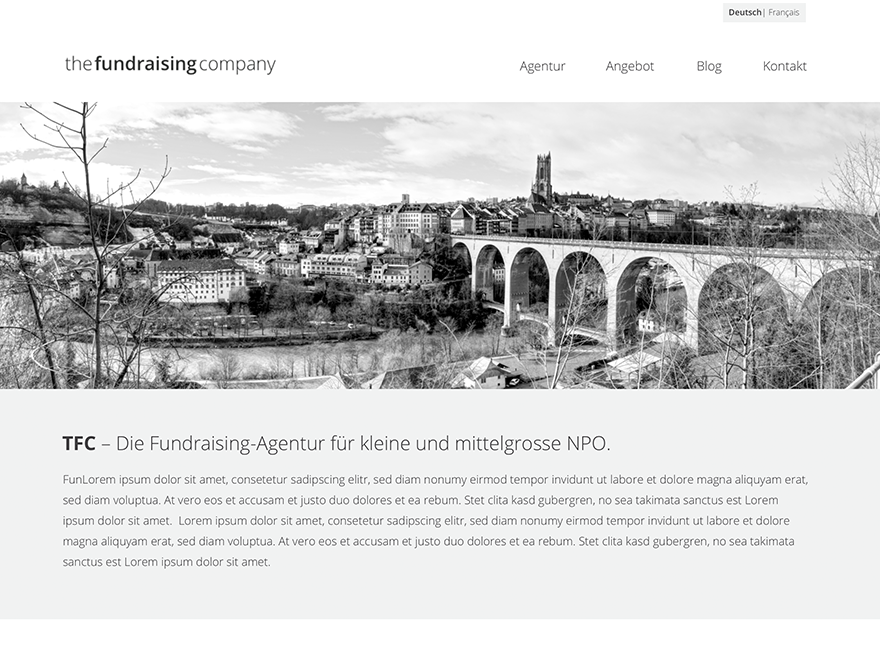 Deutsch| Français
thefundraisingcompany
Agentur Angebot Blog Kontakt
TFC – Die Fundraising-Agentur für kleine und mittelgrosse NPO.
FunLorem ipsum dolor sit amet, consetetur sadipscing elitr, sed diam nonumy eirmod tempor invidunt ut labore et dolore magna aliquyam erat,
sed diam voluptua. At vero eos et accusam et justo duo dolores et ea rebum. Stet clita kasd gubergren, no sea takimata sanctus est Lorem
ipsum dolor sit amet.  Lorem ipsum dolor sit amet, consetetur sadipscing elitr, sed diam nonumy eirmod tempor invidunt ut labore et dolore
magna aliquyam erat, sed diam voluptua. At vero eos et accusam et justo duo dolores et ea rebum. Stet clita kasd gubergren, no sea takimata
sanctus est Lorem ipsum dolor sit amet.